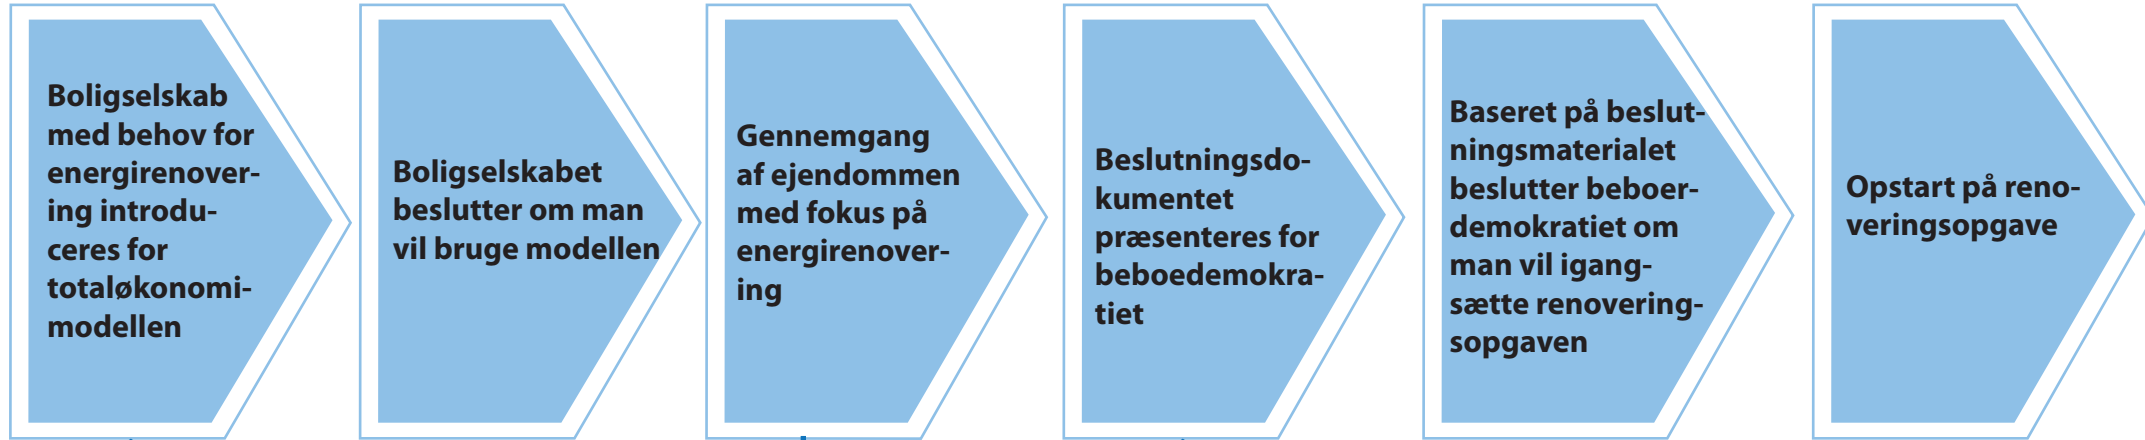 Boligselskab
med behov for
energirenover-
ing introdu-
ceres for
totaløkonomi-
modellen
Boligselskabet
beslutter om man
vil bruge modellen
Gennemgang
af ejendommen
med fokus på
energirenover-
ing
Beslutningsdo-
kumentet
præsenteres for
beboedemokra-
tiet
Baseret på beslut-
ningsmaterialet
beslutter beboer-
demokratiet om
man vil igang-
sætte renovering-
sopgaven
Opstart på reno-
veringsopgave